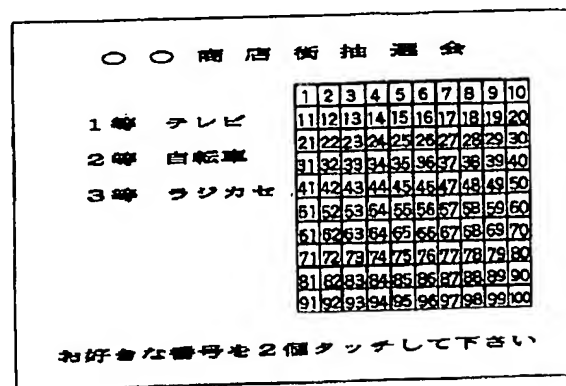 ○○商店街抽選会
1等 テレビ
2等 自転車
3等 ラジカセ
1 2 3 4 5 6 7 8 9 10
11 12 13 14 15 16 17 18 19 20
21 22 23 24 25 26 27 28 29 30
31 32 33 34 35 36 37 38 39 40
41 42 43 44 45 46 47 48 49 50
51 52 53 54 55 56 57 58 59 60
61 62 63 64 65 66 67 68 69 70
71 72 73 74 75 76 77 78 79 80
81 82 83 84 85 86 87 88 89 90
91 92 93 94 95 96 97 98 99 100
お好きな番号を2個タッチして下さい